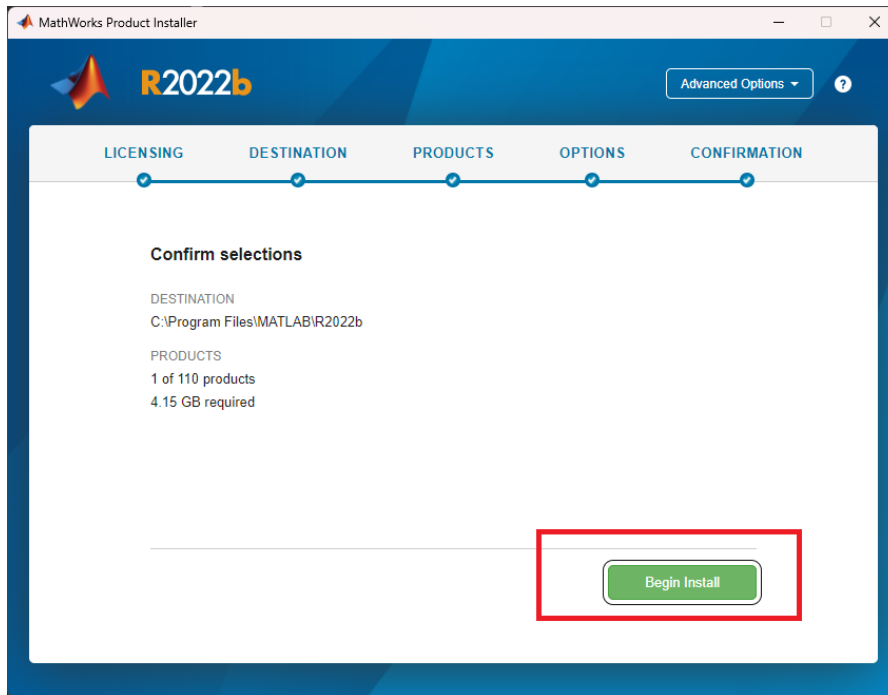 MathWorks Product Installer
R2022b
Advanced Options
?
LICENSING DESTINATION PRODUCTS OPTIONS CONFIRMATION
Confirm selections
DESTINATION
C:\Program Files\MATLAB\R2022b
PRODUCTS
1 of 110 products
4.15 GB required
Begin Install